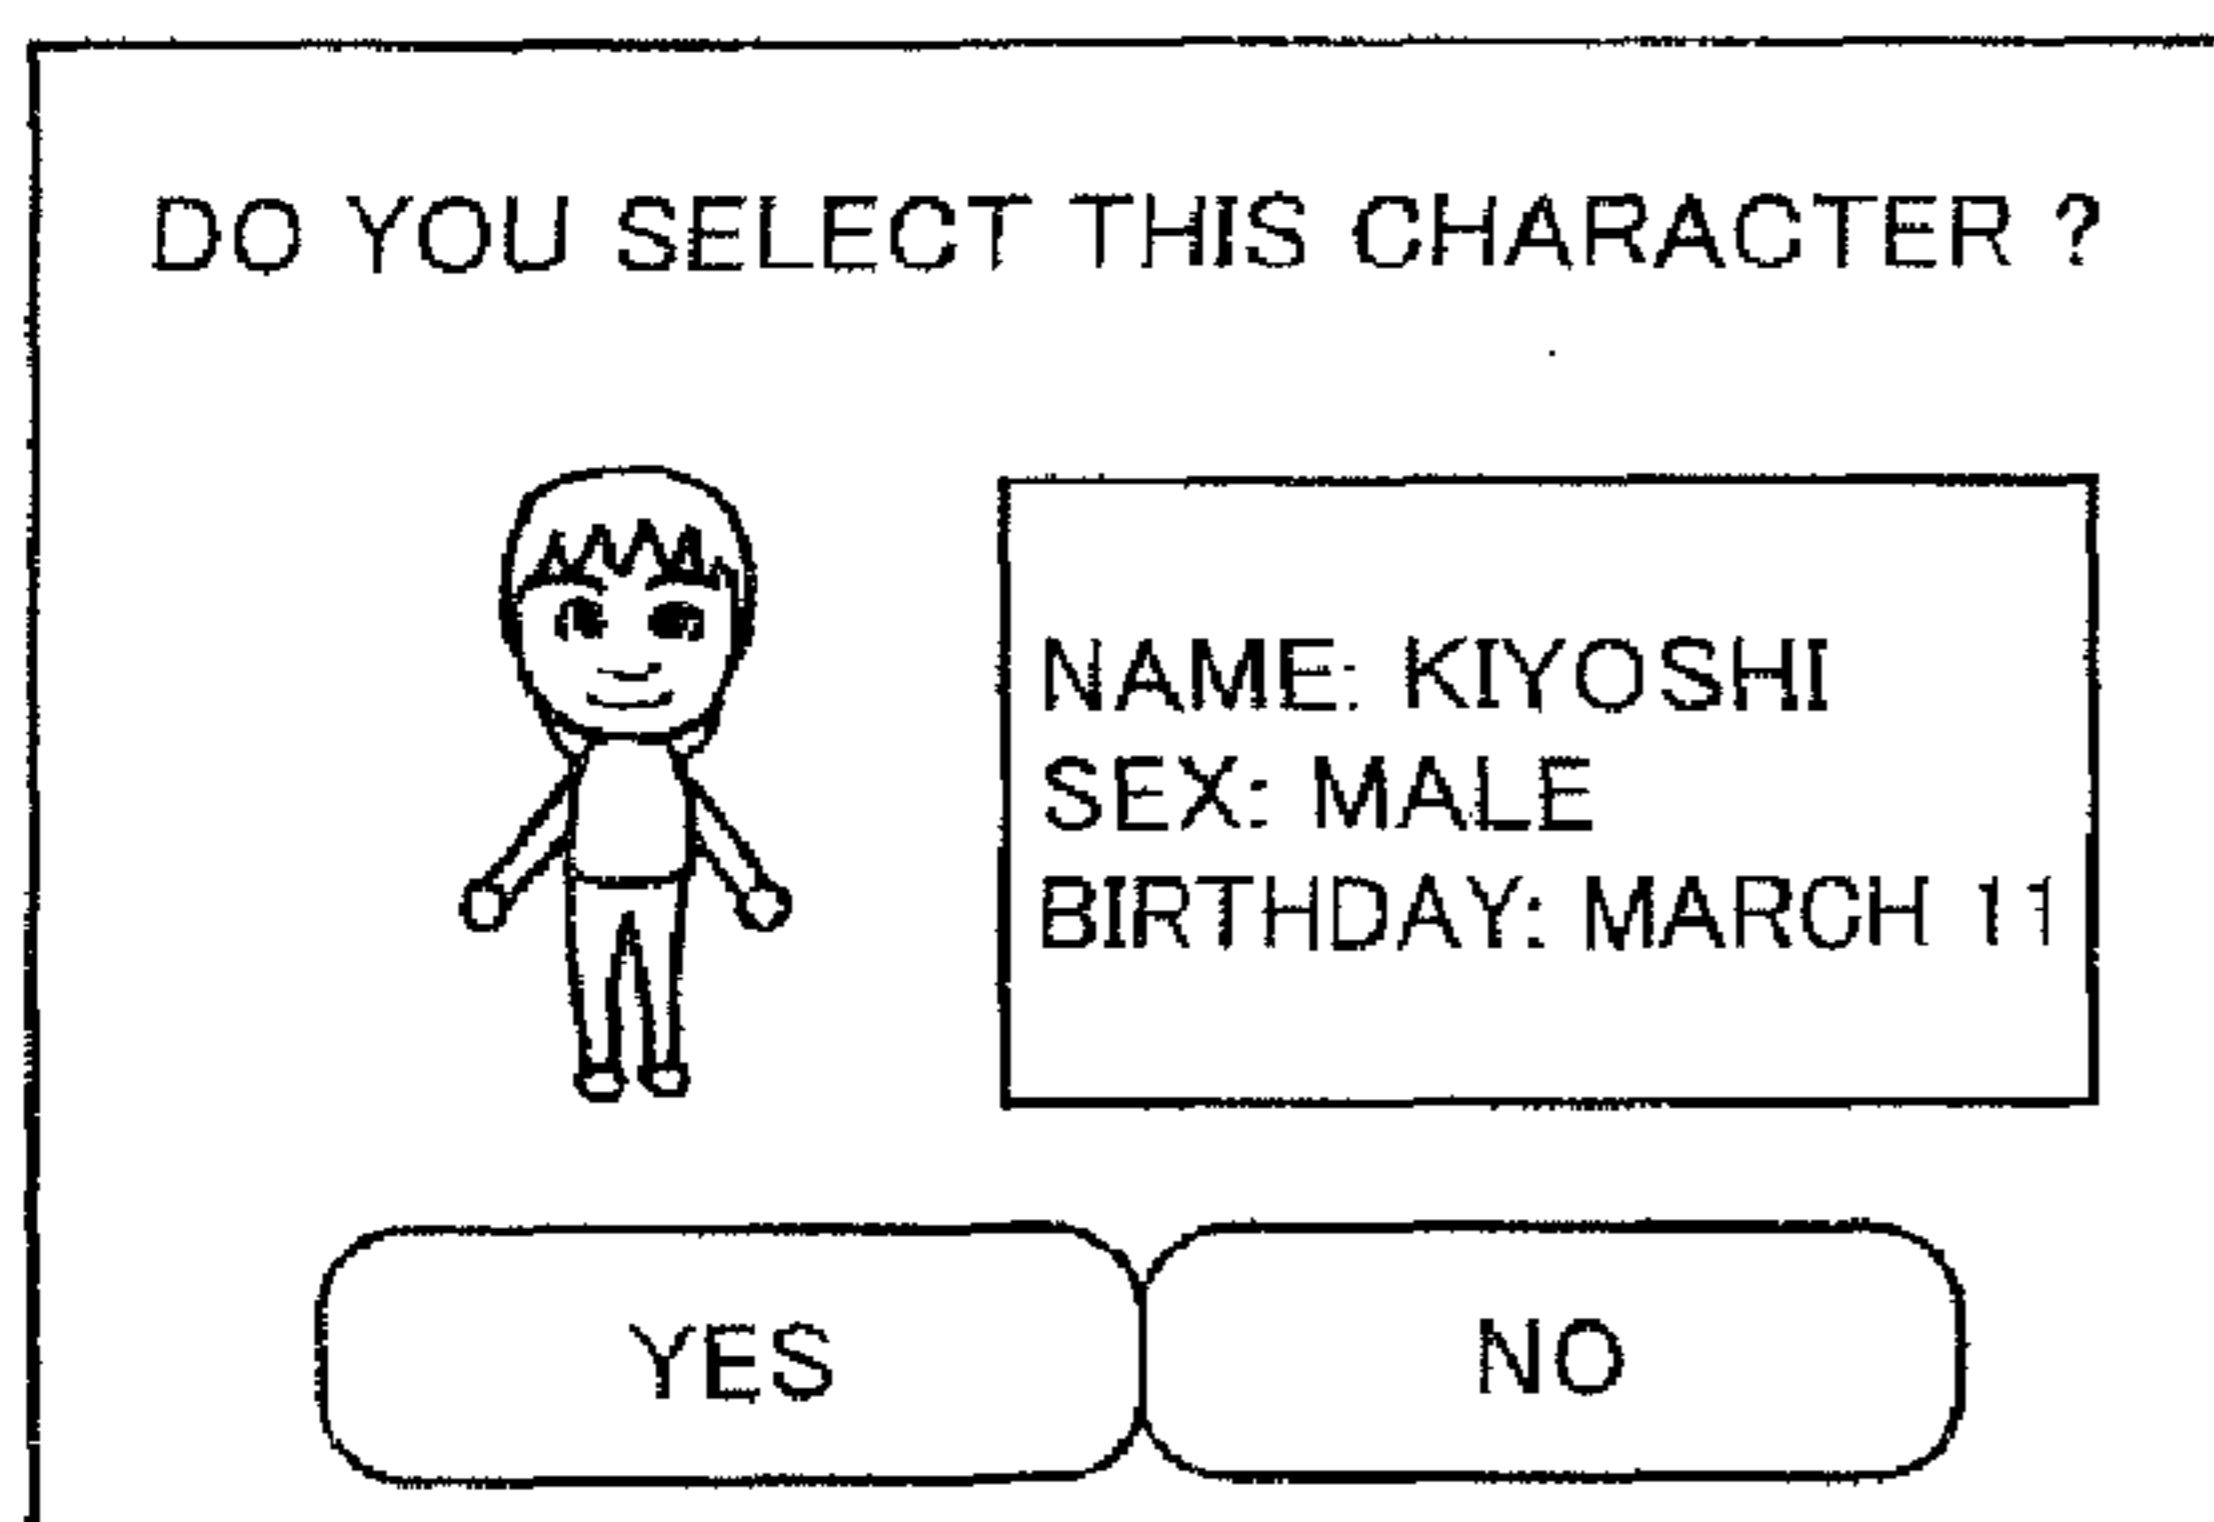 DO YOU SELECT THIS CHARACTER ?
NAME: KIYOSHI
SEX: MALE
BIRTHDAY: MARCH 11
YES
NO